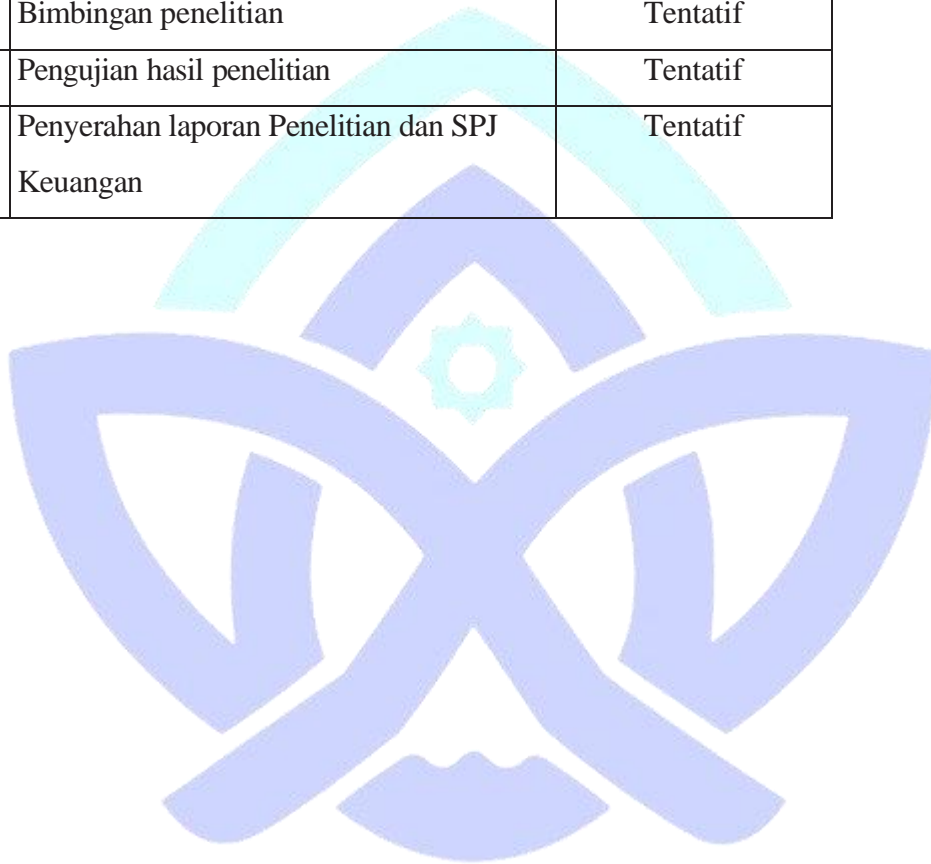 Bimbingan penelitian Tentatif
Pengujian hasil penelitian Tentatif
Penyerahan laporan Penelitian dan SPJ Tentatif
Keuangan